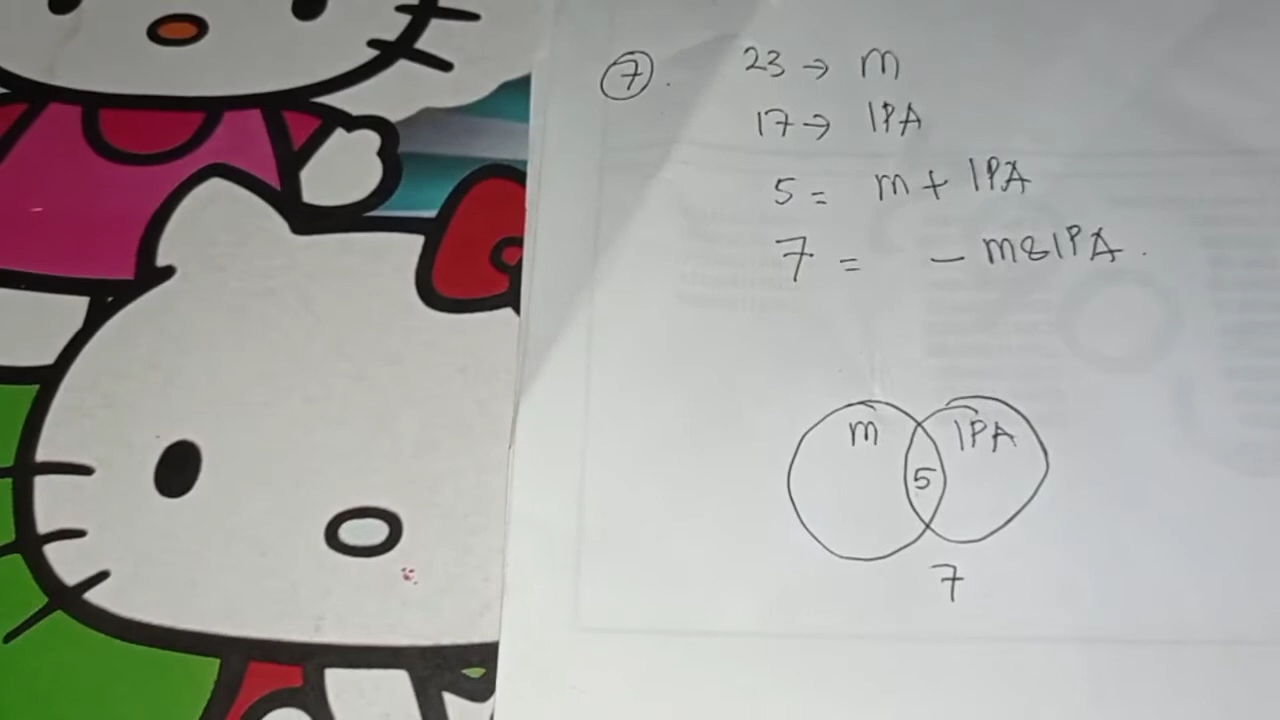 7. 23 → m
17 → IPA
5 = m + IPA
7 = - m & IPA.
m IPA
5
7